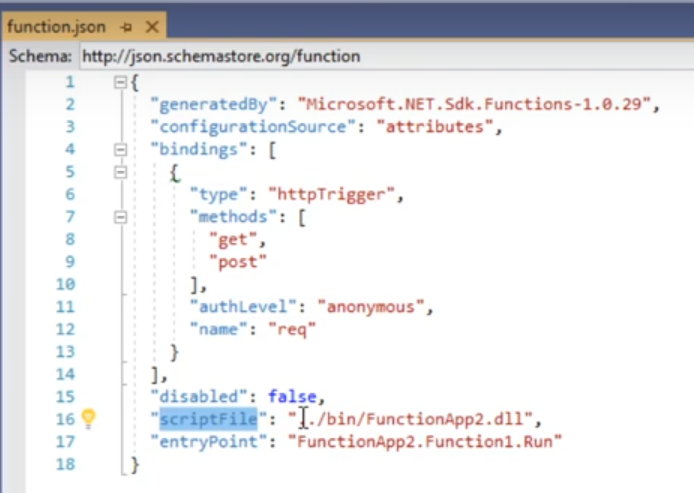 function.json
Schema: http://json.schemastore.org/function
1 {
2 "generatedBy": "Microsoft.NET.Sdk.Functions-1.0.29",
3 "configurationSource": "attributes",
4 "bindings": [
5 {
6 "type": "httpTrigger",
7 "methods": [
8 "get",
9 "post"
10 ],
11 "authLevel": "anonymous",
12 "name": "req"
13 }
14 ],
15 "disabled": false,
16 "scriptFile": "../bin/FunctionApp2.dll",
17 "entryPoint": "FunctionApp2.Function1.Run"
18 }